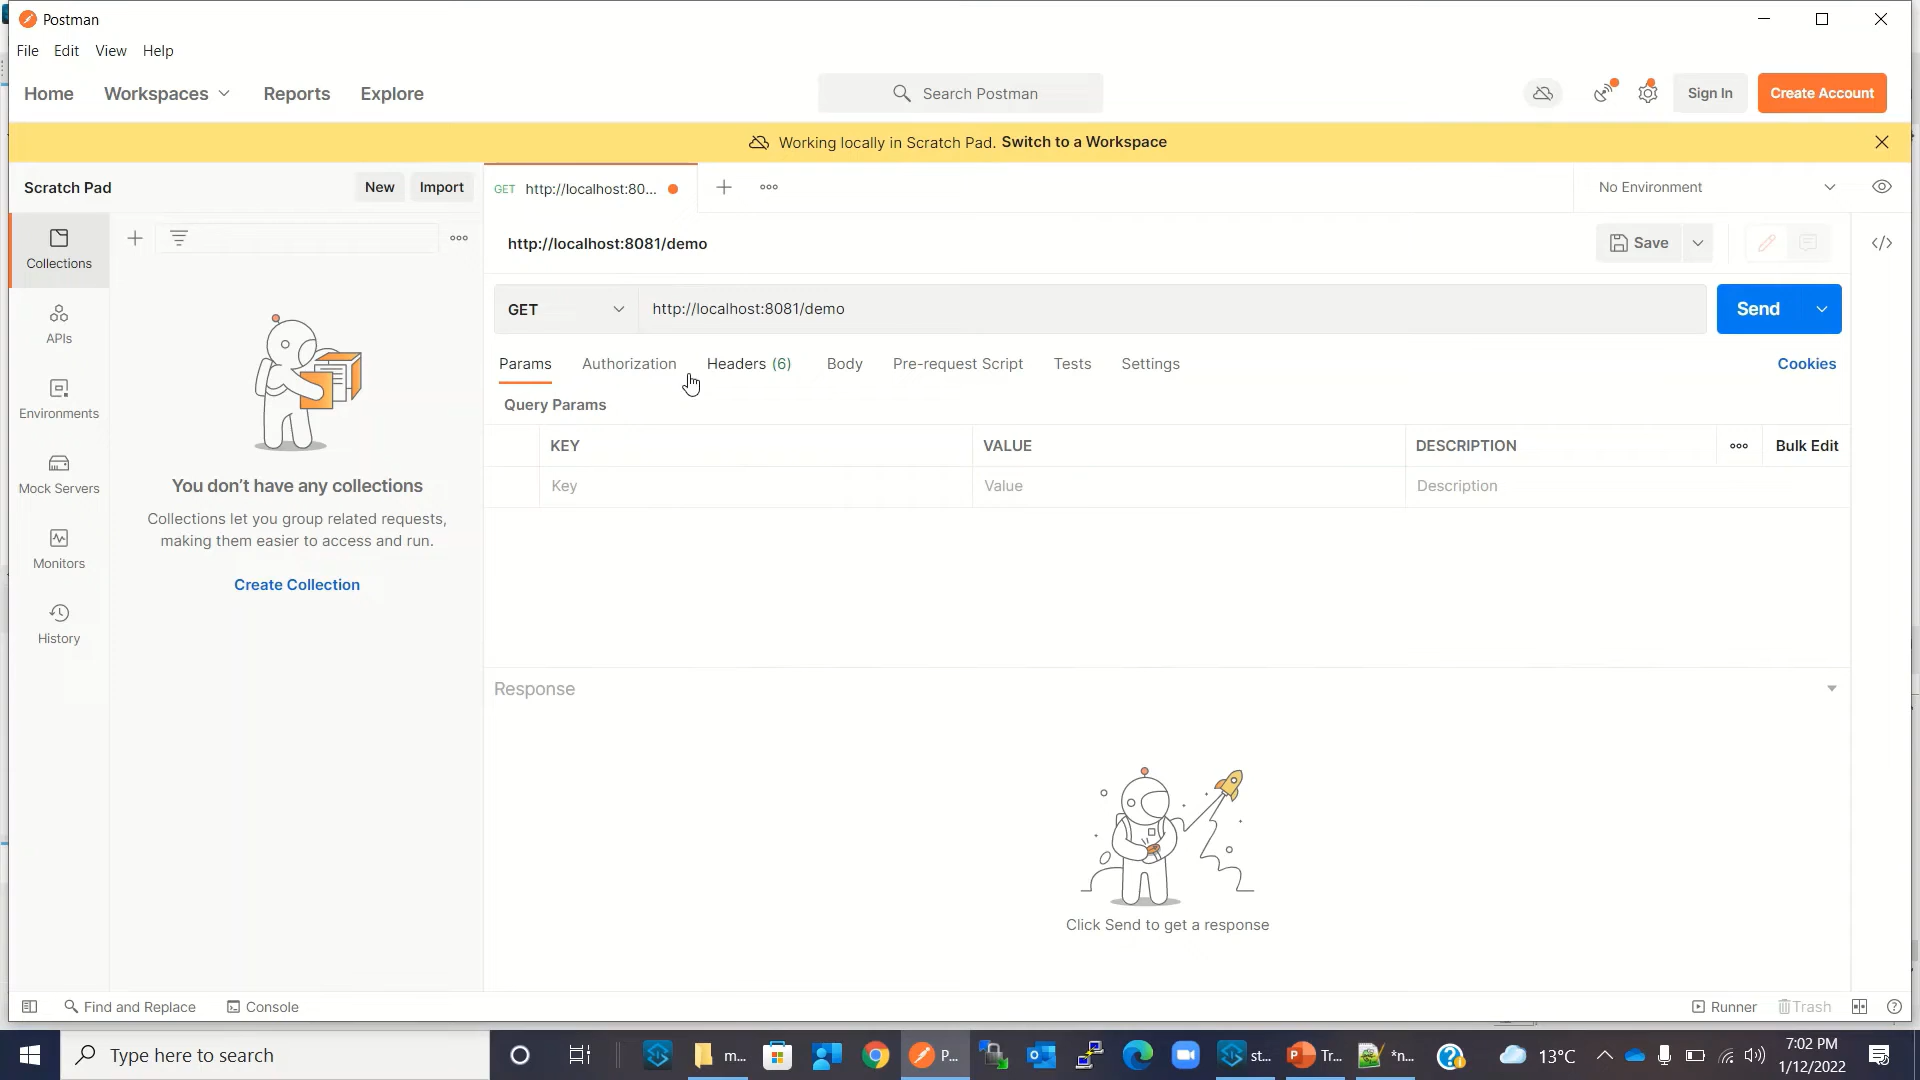 Postman
File Edit View Help
Home Workspaces Reports Explore Search Postman Sign In Create Account
Working locally in Scratch Pad. Switch to a Workspace
Scratch Pad New Import GET http://localhost:80... No Environment
Collections
http://localhost:8081/demo Save
GET http://localhost:8081/demo Send
APIs
Params Authorization Headers (6) Body Pre-request Script Tests Settings Cookies
Environments
Query Params
KEY VALUE DESCRIPTION Bulk Edit
Key Value Description
Mock Servers
You don't have any collections
Collections let you group related requests,
making them easier to access and run.
Monitors
Create Collection
History
Response
Click Send to get a response
Find and Replace Console Runner Trash
Type here to search m... P... st... Tr... *n... 13°C 7:02 PM
1/12/2022